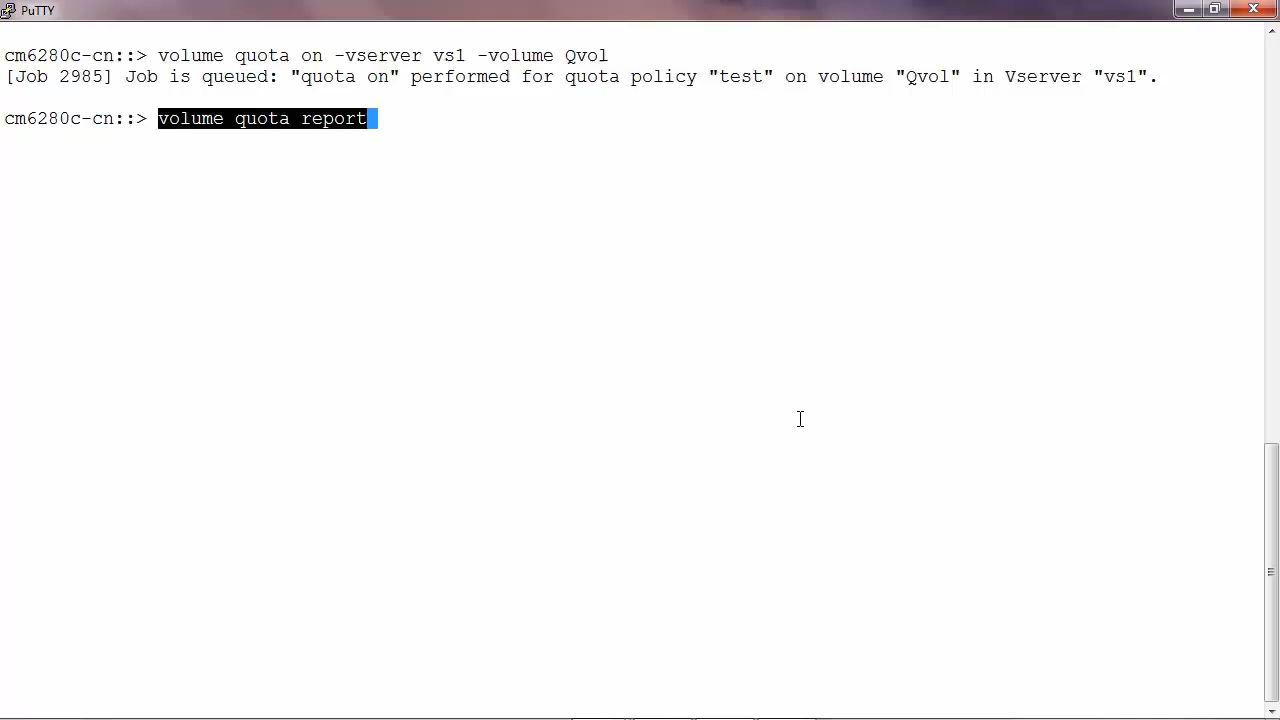 PuTTY
cm6280c-cn::> volume quota on -vserver vs1 -volume Qvol
[Job 2985] Job is queued: "quota on" performed for quota policy "test" on volume "Qvol" in Vserver "vs1".
cm6280c-cn::> volume quota report